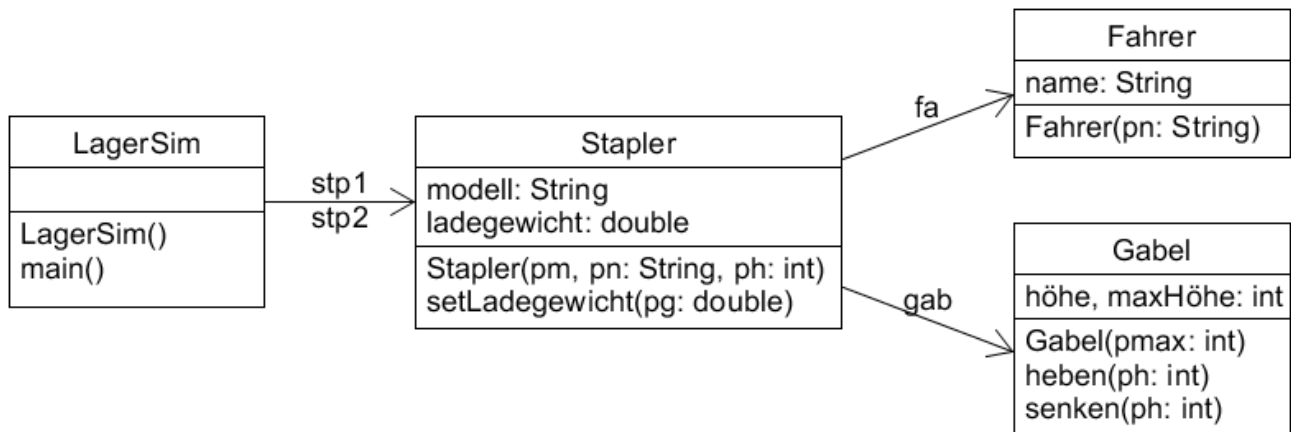 LagerSim
LagerSim()
main()
stp1
stp2
Stapler
modell: String
ladegewicht: double
Stapler(pm, pn: String, ph: int)
setLadegewicht(pg: double)
fa
gab
Fahrer
name: String
Fahrer(pn: String)
Gabel
höhe, maxHöhe: int
Gabel(pmax: int)
heben(ph: int)
senken(ph: int)